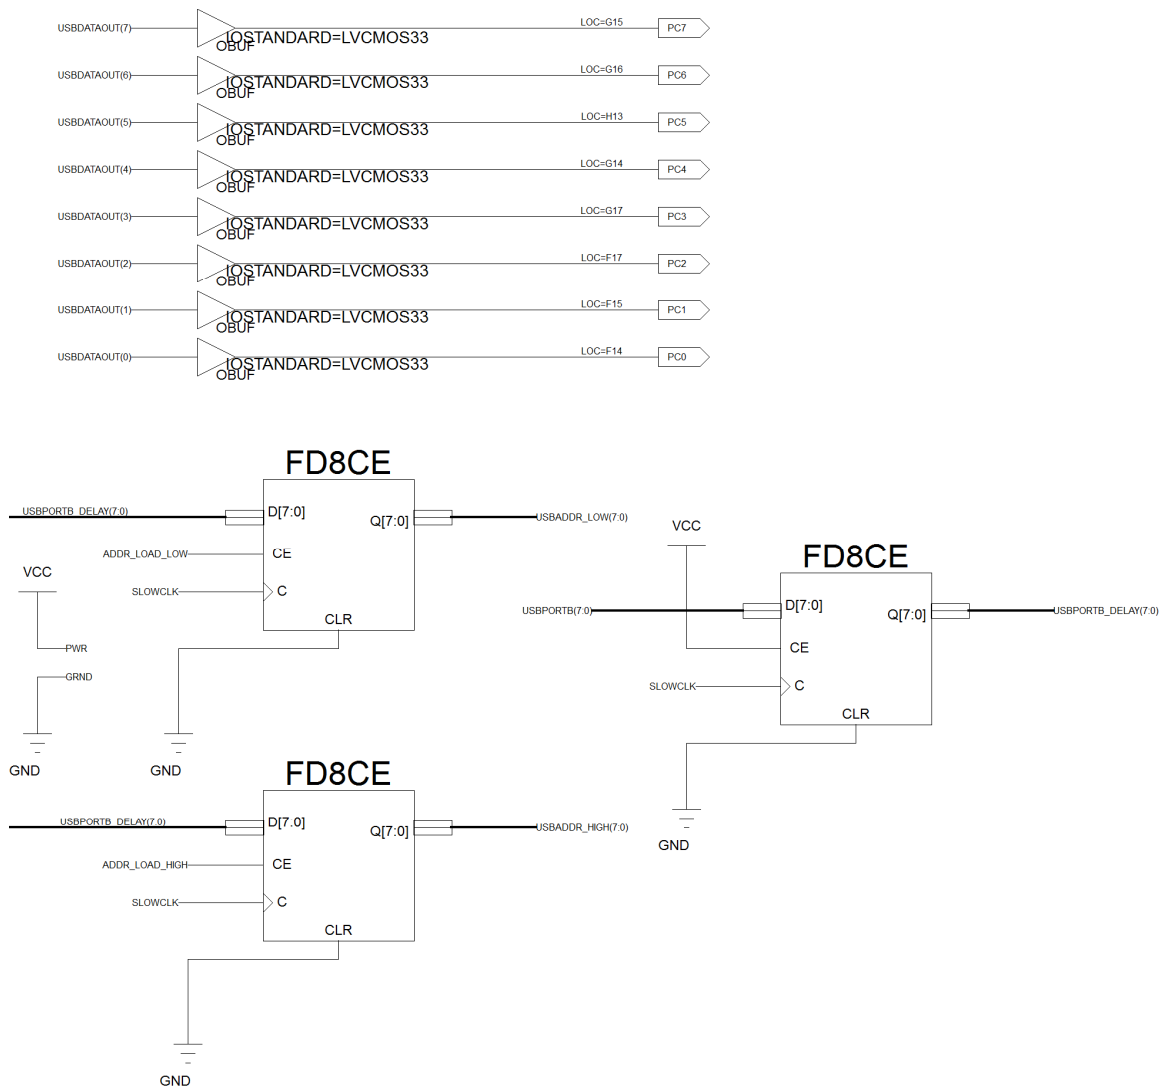 USBDATAOUT(7) OBUF IOSTANDARD=LVCMOS33 LOC=G15 PC7
USBDATAOUT(6) OBUF IOSTANDARD=LVCMOS33 LOC=G16 PC6
USBDATAOUT(5) OBUF IOSTANDARD=LVCMOS33 LOC=H13 PC5
USBDATAOUT(4) OBUF IOSTANDARD=LVCMOS33 LOC=G14 PC4
USBDATAOUT(3) OBUF IOSTANDARD=LVCMOS33 LOC=G17 PC3
USBDATAOUT(2) OBUF IOSTANDARD=LVCMOS33 LOC=F17 PC2
USBDATAOUT(1) OBUF IOSTANDARD=LVCMOS33 LOC=F15 PC1
USBDATAOUT(0) OBUF IOSTANDARD=LVCMOS33 LOC=F14 PC0
FD8CE
USBPORTB_DELAY(7:0) D[7:0] Q[7:0] USBADDR_LOW(7:0)
ADDR_LOAD_LOW CE
SLOWCLK C
CLR
VCC
PWR
GRND
GND
GND
VCC
FD8CE
USBPORTB(7:0) D[7:0] Q[7:0] USBPORTB_DELAY(7:0)
CE
SLOWCLK C
CLR
GND
FD8CE
USBPORTB_DELAY(7:0) D[7:0] Q[7:0] USBADDR_HIGH(7:0)
ADDR_LOAD_HIGH CE
SLOWCLK C
CLR
GND